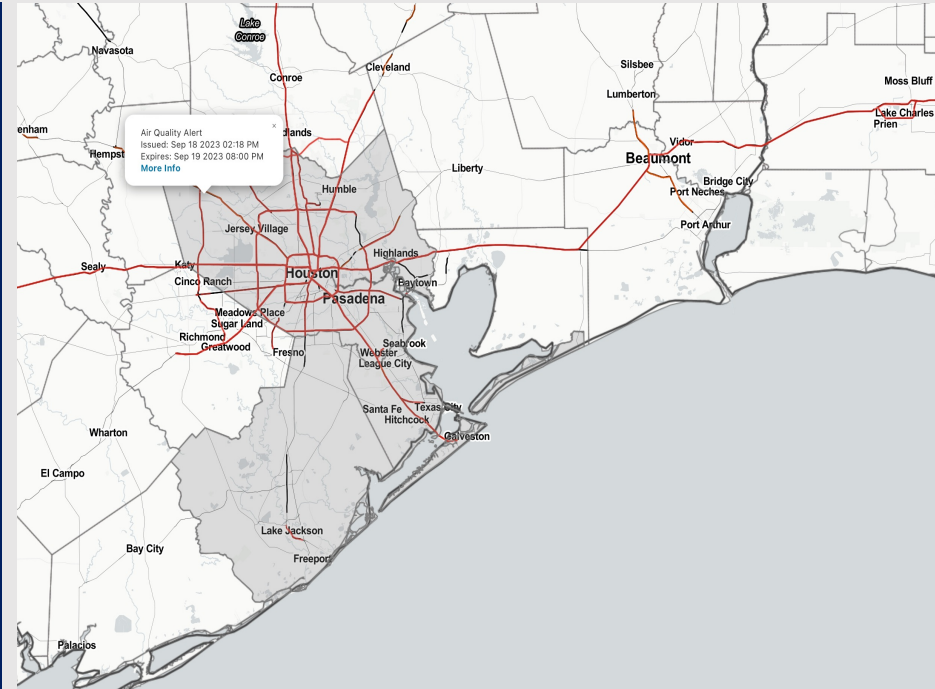 Lake
Conroe
Navasota
Silsbee
Cleveland
Conroe
Moss Bluff
Lumberton
Lake Charles
Prien
enham
dlands
Air Quality Alert
×
Issued: Sep 18 2023 02:18 PM
Expires: Sep 19 2023 08:00 PM
More Info
Hempst
Vidor
Beaumont
Liberty
Bridge City
Port Neches
Humble
Port Arthur
Jersey Village
Highlands
Sealy
Katy
Houston
Cinco Ranch
Baytown
Pasadena
Meadows Place
Sugar Land
Richmond
Greatwood
Seabrook
Fresno
Webster
League City
Santa Fe
Texas City
Hitchcock
Galveston
Wharton
El Campo
Lake Jackson
Bay City
Freeport
Palacios